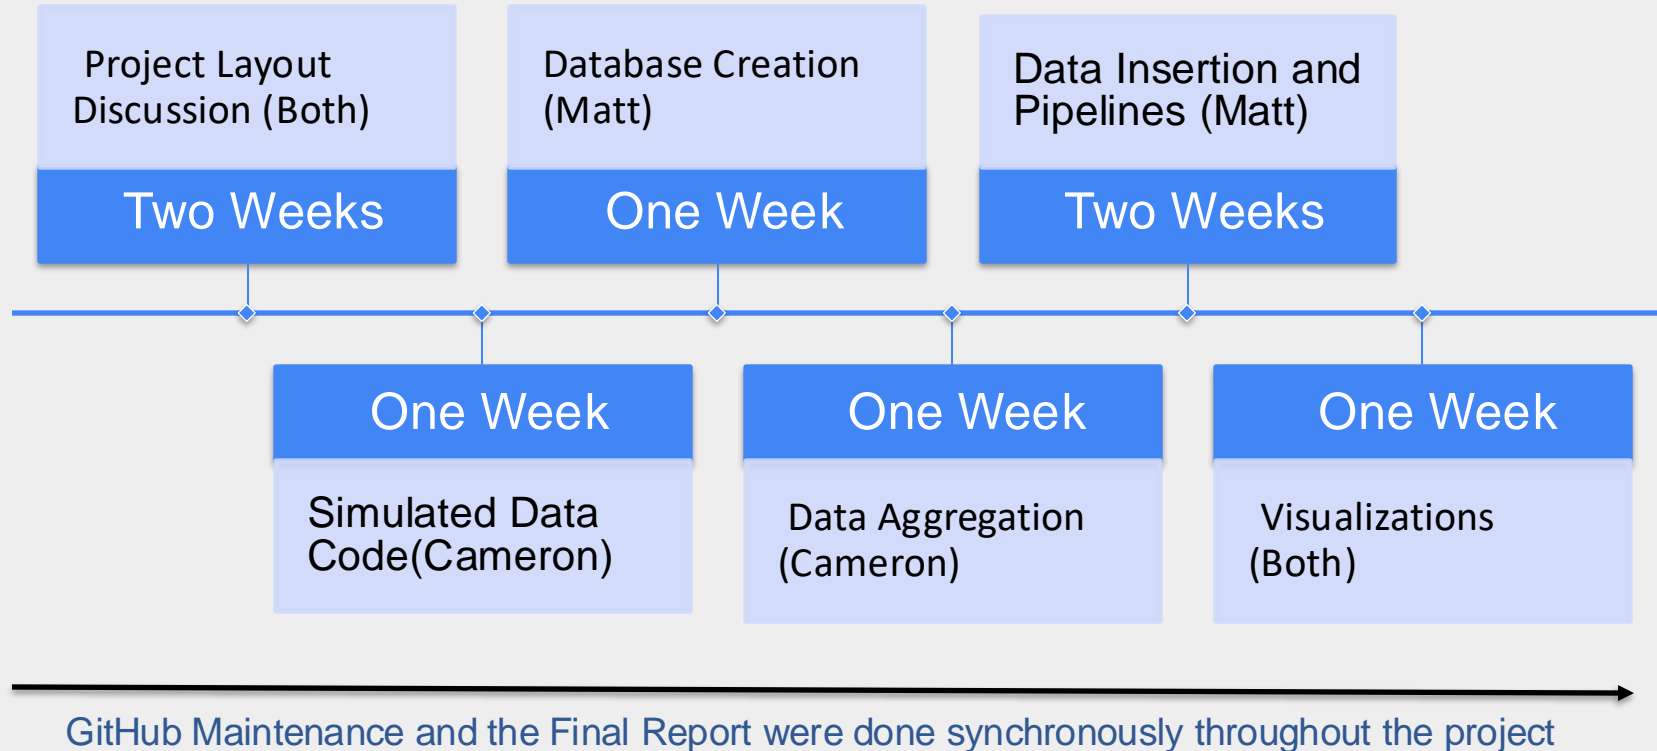 Project Layout
Discussion (Both)
Two Weeks
One Week
Simulated Data
Code(Cameron)
Database Creation
(Matt)
One Week
One Week
Data Aggregation
(Cameron)
Data Insertion and
Pipelines (Matt)
Two Weeks
One Week
Visualizations
(Both)
GitHub Maintenance and the Final Report were done synchronously throughout the project